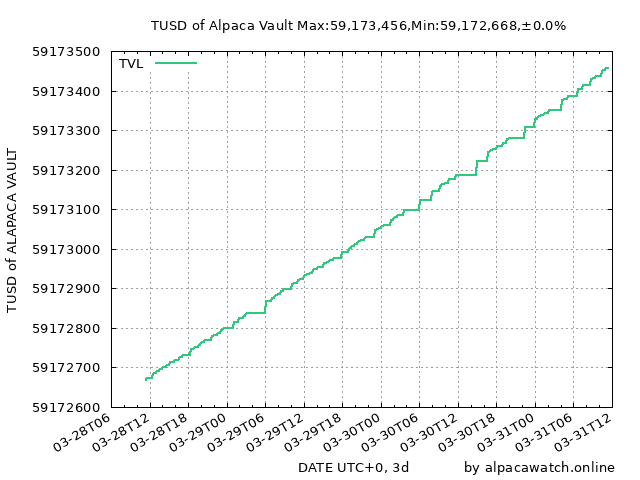 TUSD of Alpaca Vault Max:59,173,456,Min:59,172,668,±0.0%
TVL
TUSD of ALAPACA VAULT
59173500
59173400
59173300
59173200
59173100
59173000
59172900
59172800
59172700
59172600
03-28T06
03-28T12
03-28T18
03-29T00
03-29T06
03-29T12
03-29T18
03-30T00
03-30T06
03-30T12
03-30T18
03-31T00
03-31T06
03-31T12
DATE UTC+0, 3d
by alpacawatch.online